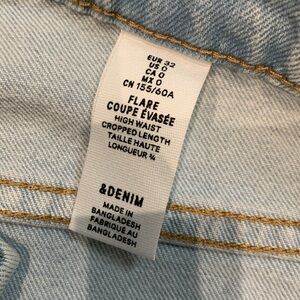 EUR 32
US 0
CA 0
MX 0
CN 155/60A
FLARE
COUPE ÉVASÉE
HIGH WAIST
CROPPED LENGTH
TAILLE HAUTE
LONGUEUR ¾
&DENIM
MADE IN
BANGLADESH
FABRIQUÉ AU
BANGLADESH